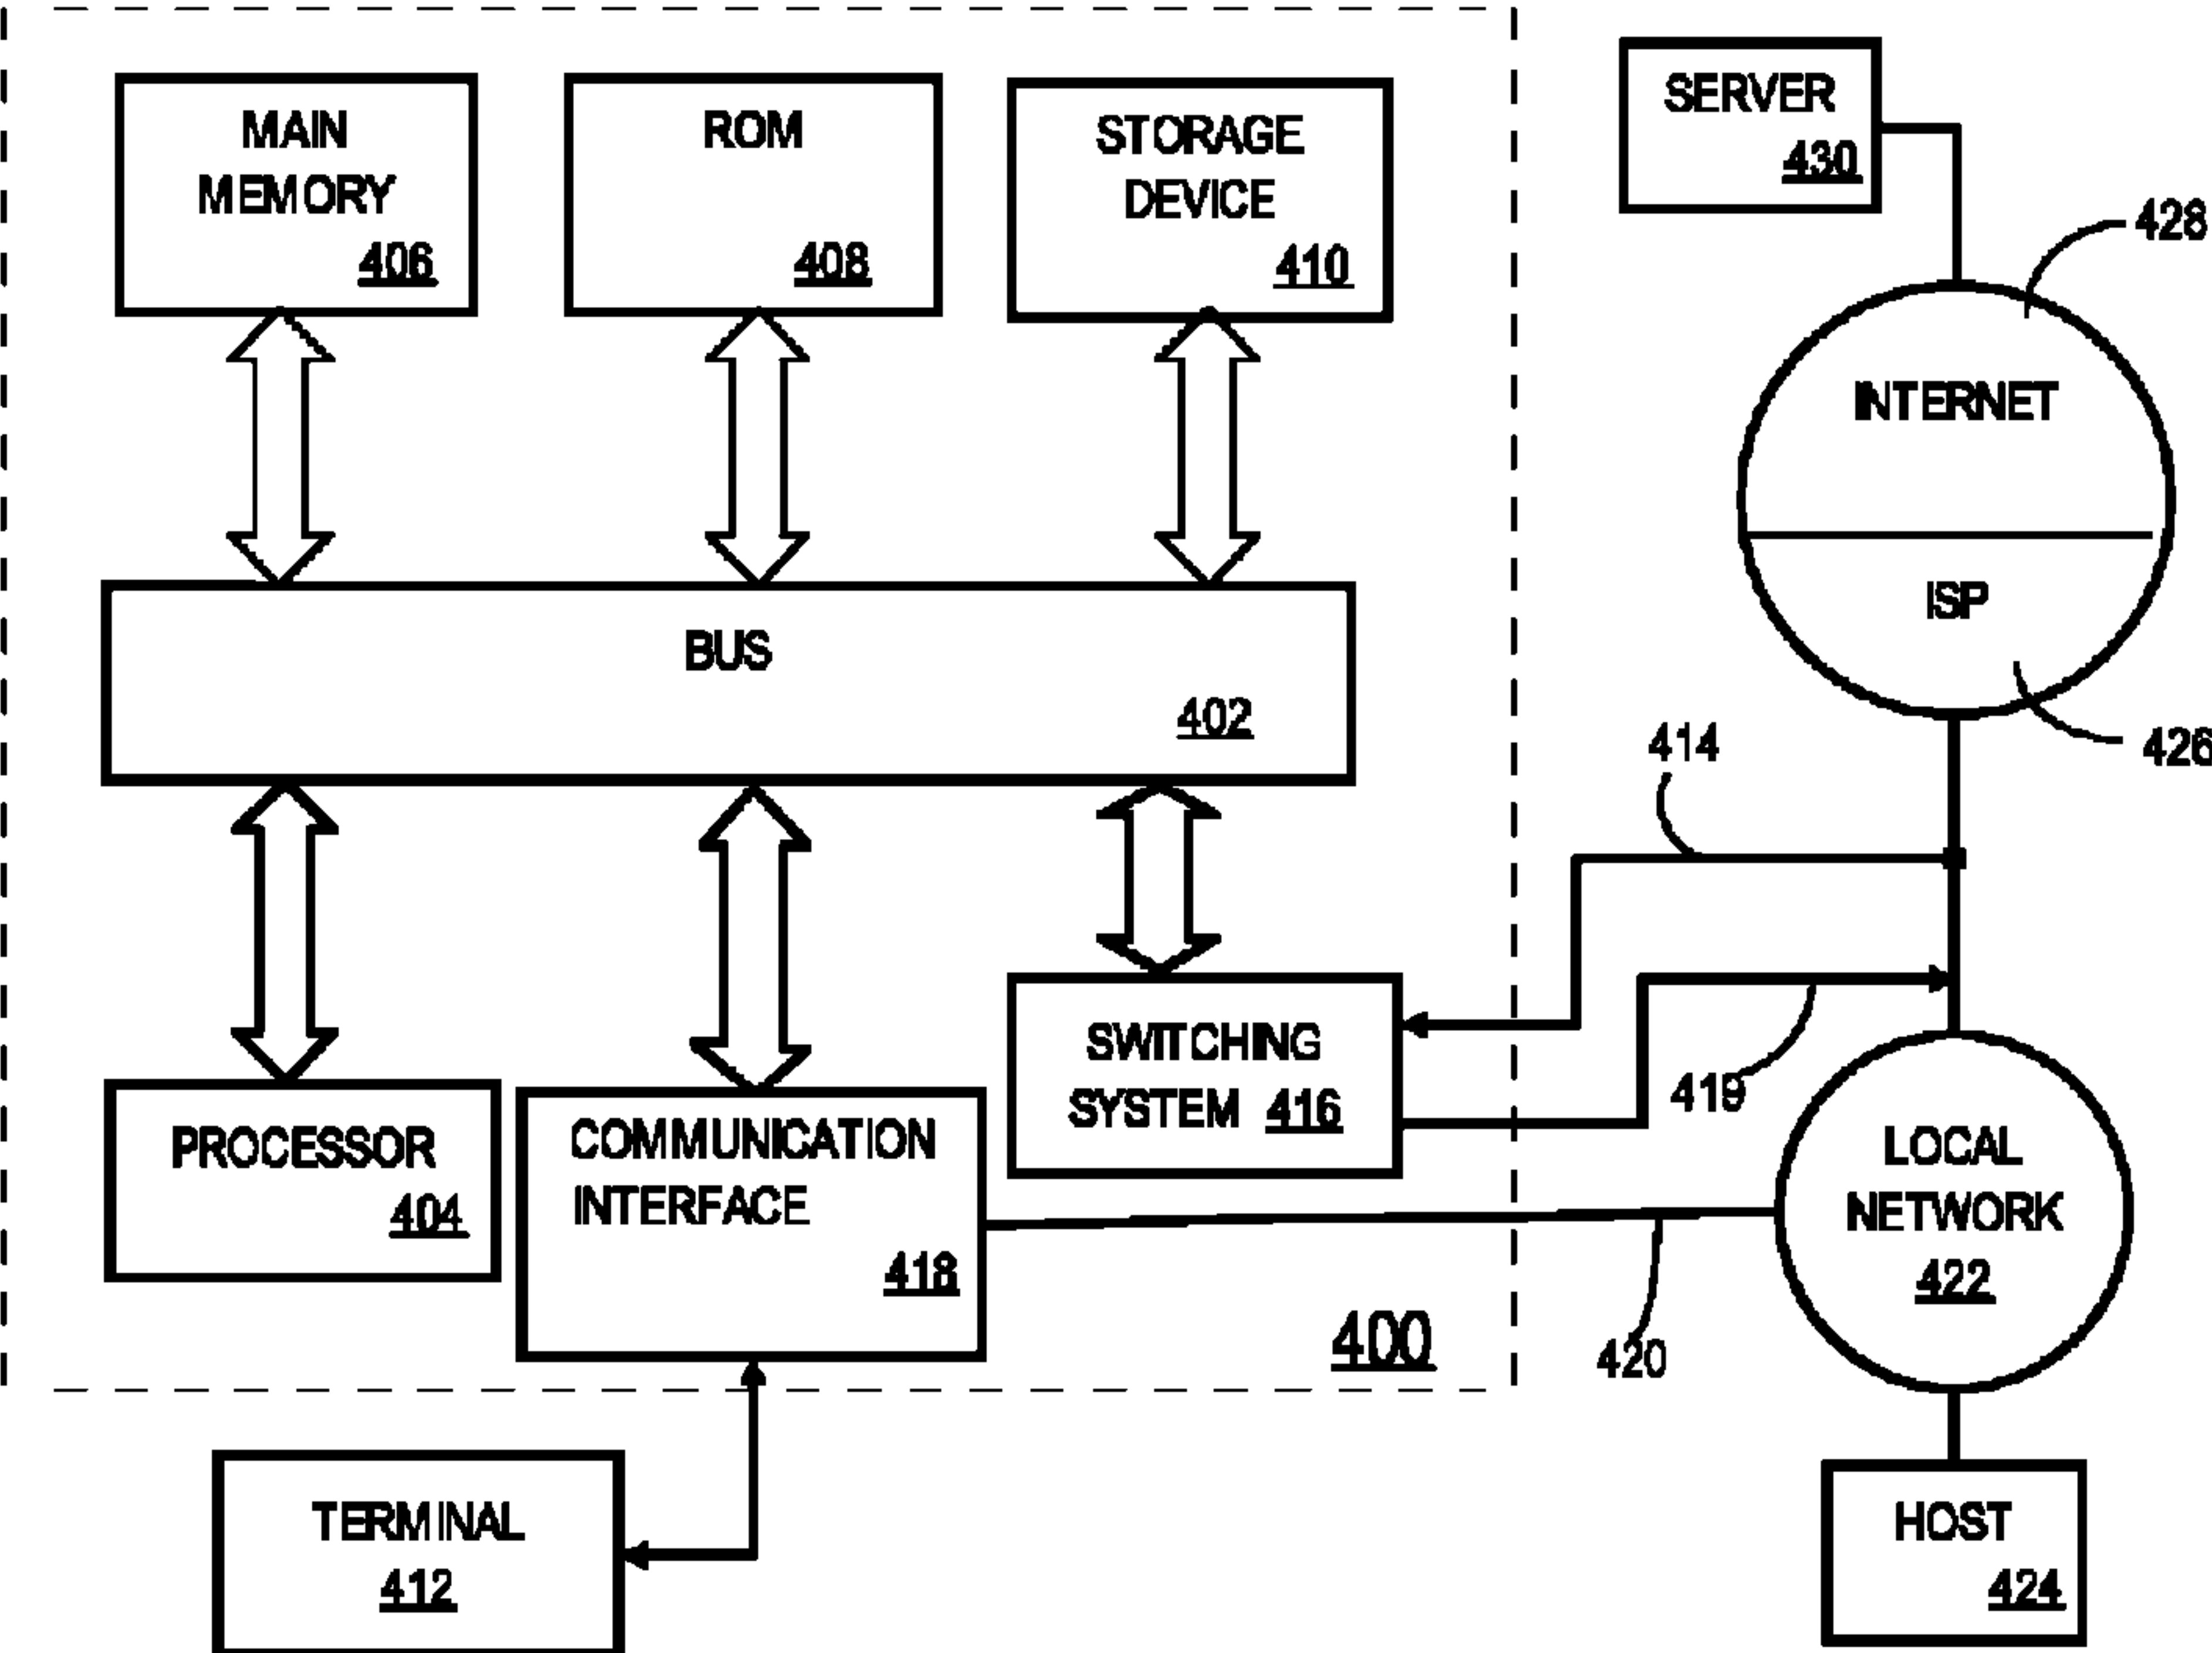 MAIN
MEMORY
406
ROM
408
STORAGE
DEVICE
410
SERVER
430
428
INTERNET
ISP
426
BUS
402
414
SWITCHING
SYSTEM 416
419
PROCESSOR
404
COMMUNICATION
INTERFACE
418
LOCAL
NETWORK
422
400
420
TERMINAL
412
HOST
424